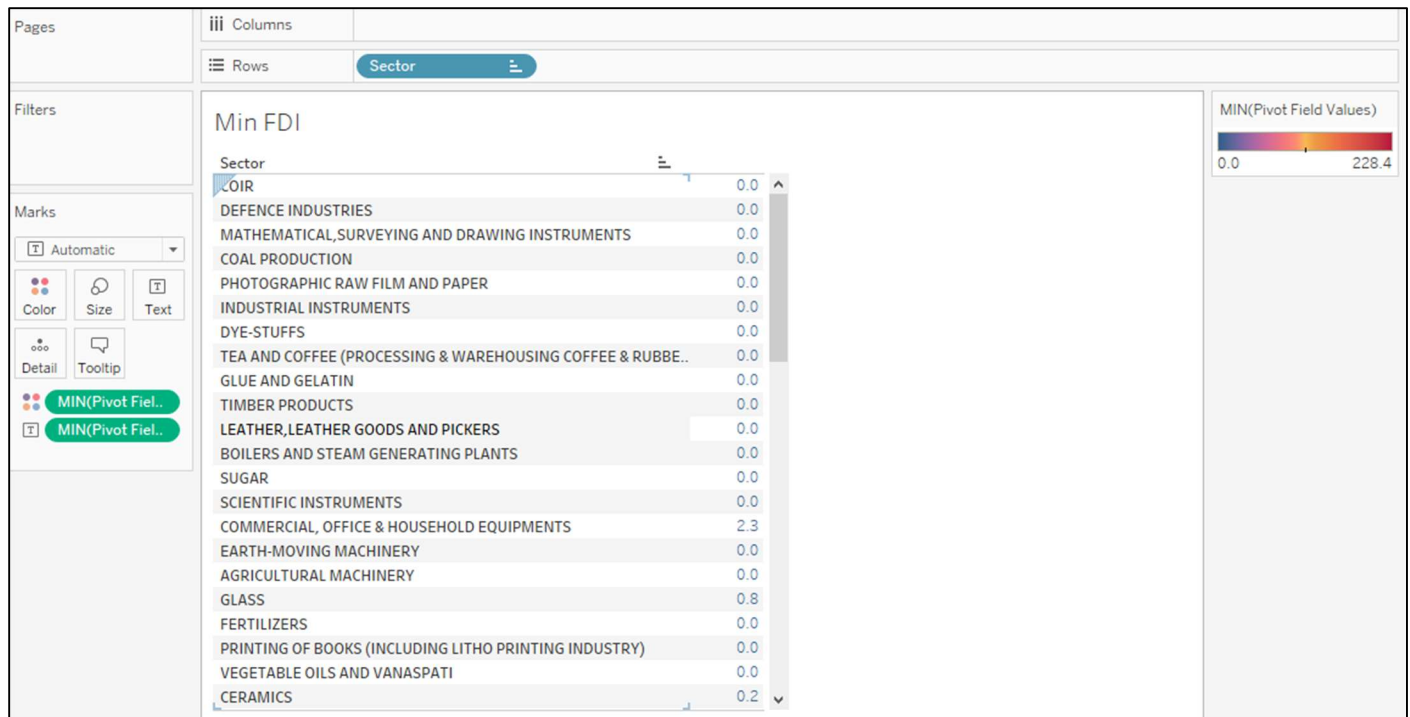 Pages
Columns
Rows
Sector
Filters
Min FDI
MIN(Pivot Field Values)
0.0 228.4
Sector
COIR 0.0
DEFENCE INDUSTRIES 0.0
MATHEMATICAL,SURVEYING AND DRAWING INSTRUMENTS 0.0
COAL PRODUCTION 0.0
PHOTOGRAPHIC RAW FILM AND PAPER 0.0
INDUSTRIAL INSTRUMENTS 0.0
DYE-STUFFS 0.0
TEA AND COFFEE (PROCESSING & WAREHOUSING COFFEE & RUBBE.. 0.0
GLUE AND GELATIN 0.0
TIMBER PRODUCTS 0.0
LEATHER,LEATHER GOODS AND PICKERS 0.0
BOILERS AND STEAM GENERATING PLANTS 0.0
SUGAR 0.0
SCIENTIFIC INSTRUMENTS 0.0
COMMERCIAL, OFFICE & HOUSEHOLD EQUIPMENTS 2.3
EARTH-MOVING MACHINERY 0.0
AGRICULTURAL MACHINERY 0.0
GLASS 0.8
FERTILIZERS 0.0
PRINTING OF BOOKS (INCLUDING LITHO PRINTING INDUSTRY) 0.0
VEGETABLE OILS AND VANASPATI 0.0
CERAMICS 0.2
Marks
T Automatic
Color Size Text
Detail Tooltip
MIN(Pivot Fiel..
T MIN(Pivot Fiel..